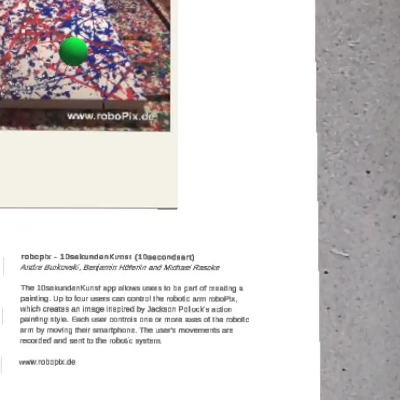 www.roboPix.de
robopix - 10sekundenKunst (10secondsart)
Andre Burkovski, Benjamin Höferlin and Michael Raschke
The 10sekundenKunst app allows users to be part of creating a
painting. Up to four users can control the robotic arm roboPix,
which creates an image inspired by Jackson Pollock's action
painting style. Each user controls one or more axes of the robotic
arm by moving their smartphone. The user's movements are
recorded and sent to the robotic system.
www.robopix.de